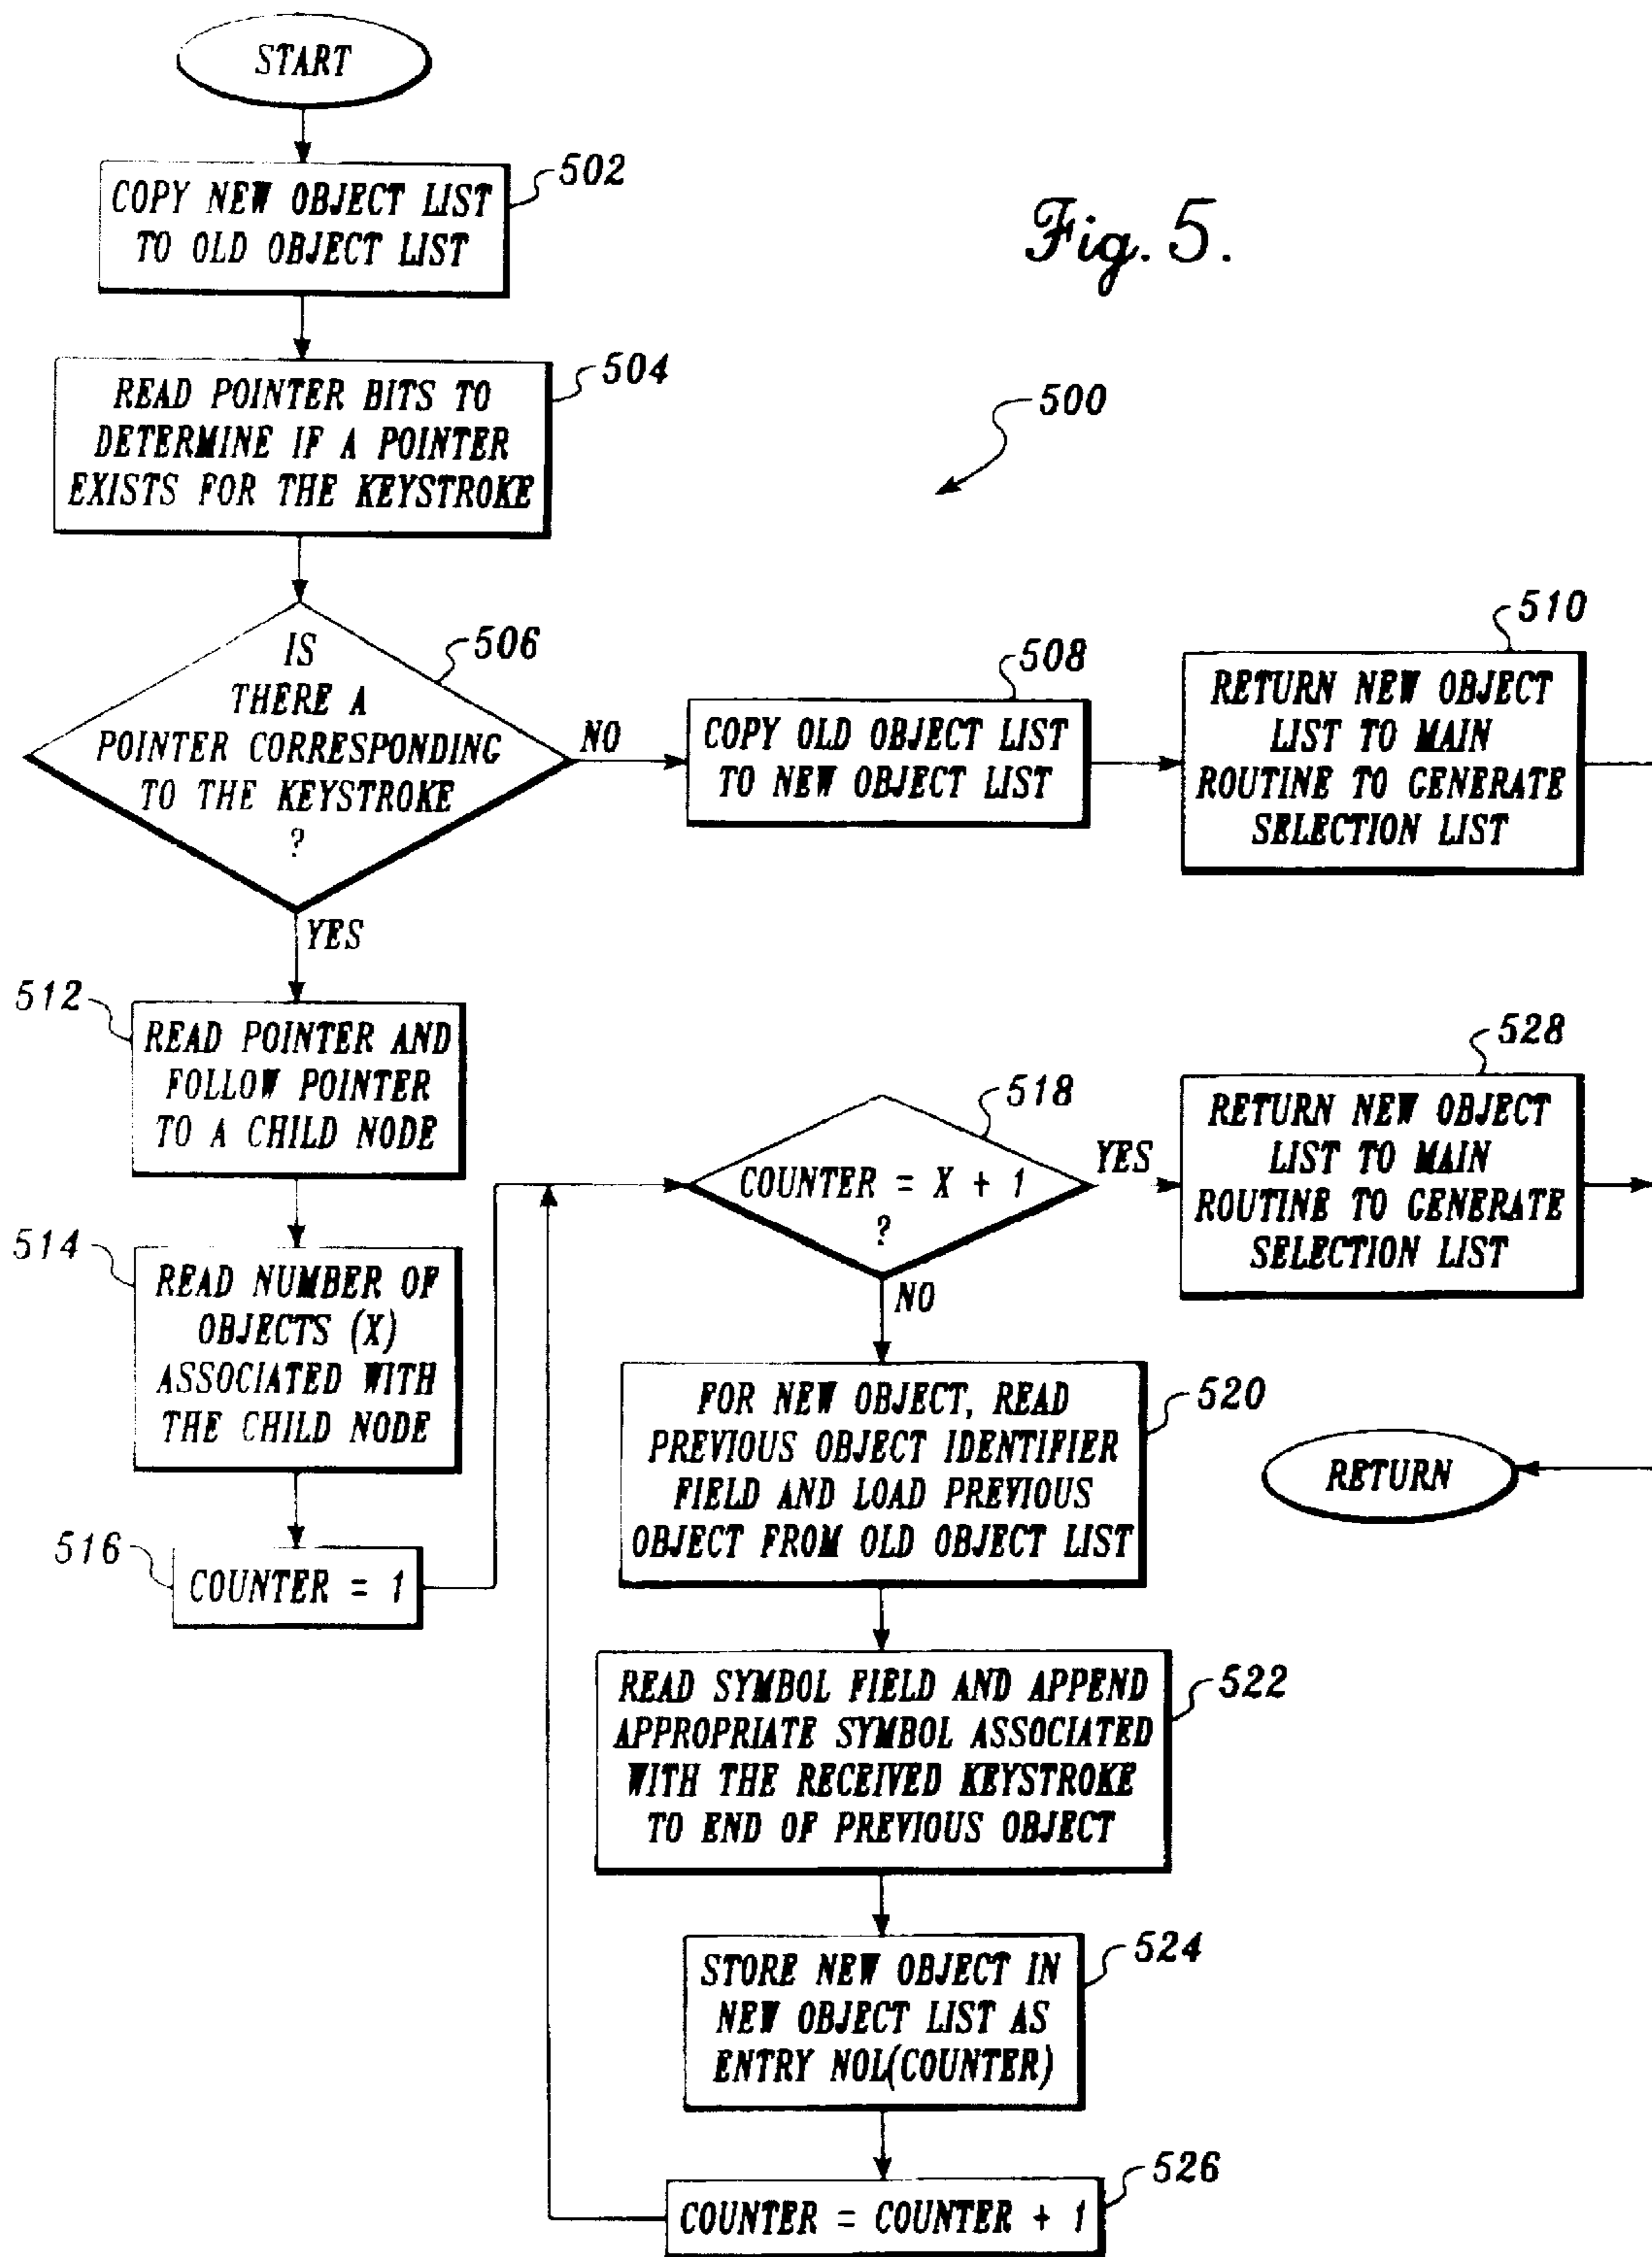 START
502
COPY NEW OBJECT LIST
TO OLD OBJECT LIST
Fig. 5.
504
READ POINTER BITS TO
DETERMINE IF A POINTER
EXISTS FOR THE KEYSTROKE
500
506
IS
THERE A
POINTER CORRESPONDING
TO THE KEYSTROKE
?
NO
508
COPY OLD OBJECT LIST
TO NEW OBJECT LIST
510
RETURN NEW OBJECT
LIST TO MAIN
ROUTINE TO GENERATE
SELECTION LIST
YES
512
READ POINTER AND
FOLLOW POINTER
TO A CHILD NODE
514
READ NUMBER OF
OBJECTS (X)
ASSOCIATED WITH
THE CHILD NODE
516
COUNTER = 1
518
COUNTER = X + 1
?
YES
528
RETURN NEW OBJECT
LIST TO MAIN
ROUTINE TO GENERATE
SELECTION LIST
NO
520
FOR NEW OBJECT, READ
PREVIOUS OBJECT IDENTIFIER
FIELD AND LOAD PREVIOUS
OBJECT FROM OLD OBJECT LIST
RETURN
522
READ SYMBOL FIELD AND APPEND
APPROPRIATE SYMBOL ASSOCIATED
WITH THE RECEIVED KEYSTROKE
TO END OF PREVIOUS OBJECT
524
STORE NEW OBJECT IN
NEW OBJECT LIST AS
ENTRY NOL(COUNTER)
526
COUNTER = COUNTER + 1